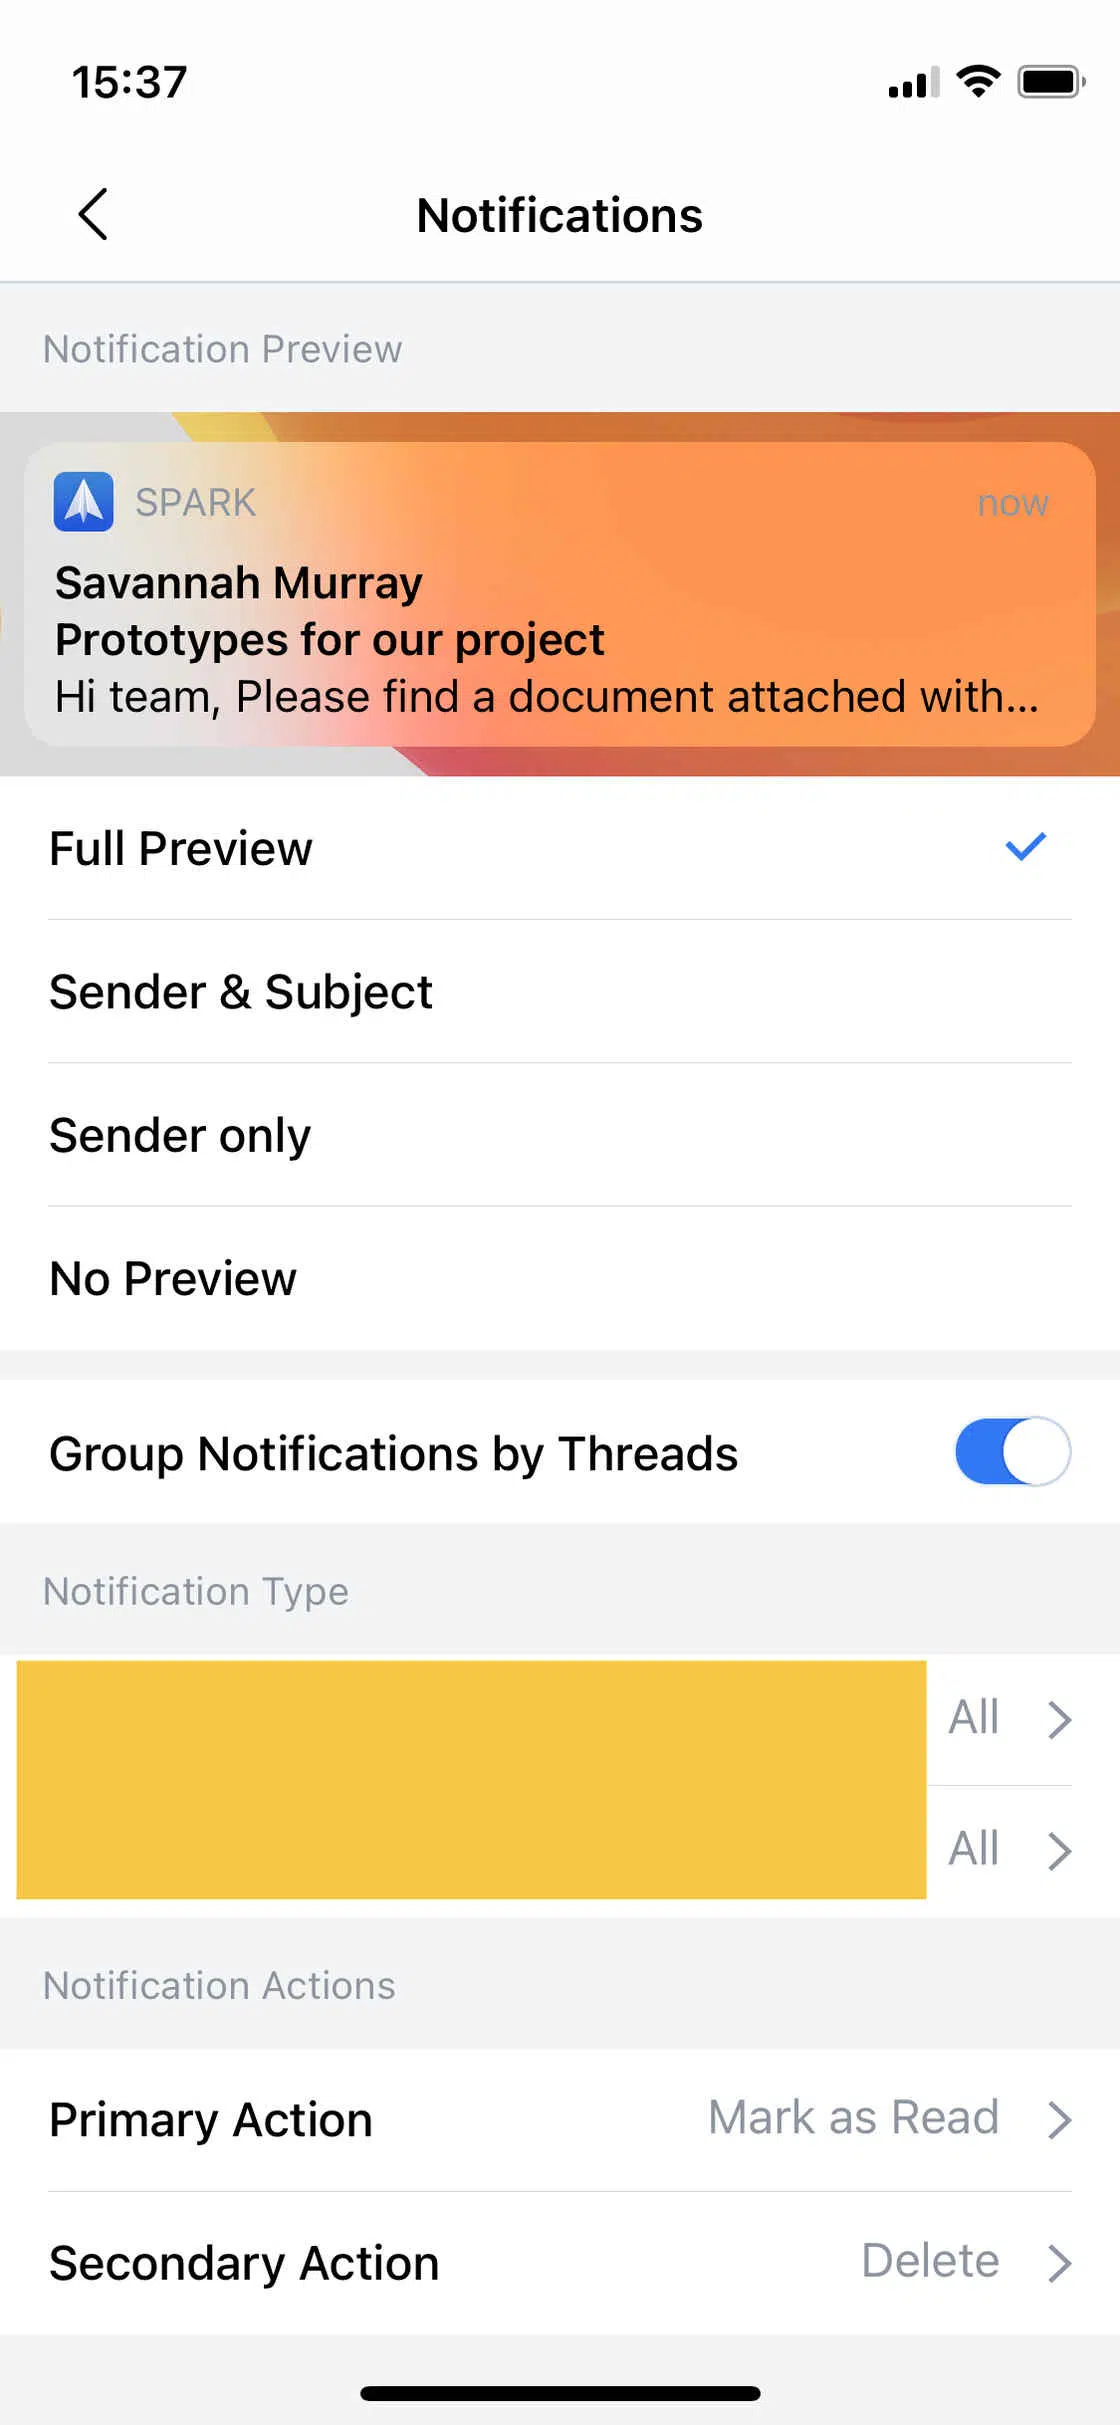 15:37
Notifications
Notification Preview
SPARK now
Savannah Murray
Prototypes for our project
Hi team, Please find a document attached with...
Full Preview
Sender & Subject
Sender only
No Preview
Group Notifications by Threads
Notification Type
All
All
Notification Actions
Primary Action Mark as Read
Secondary Action Delete